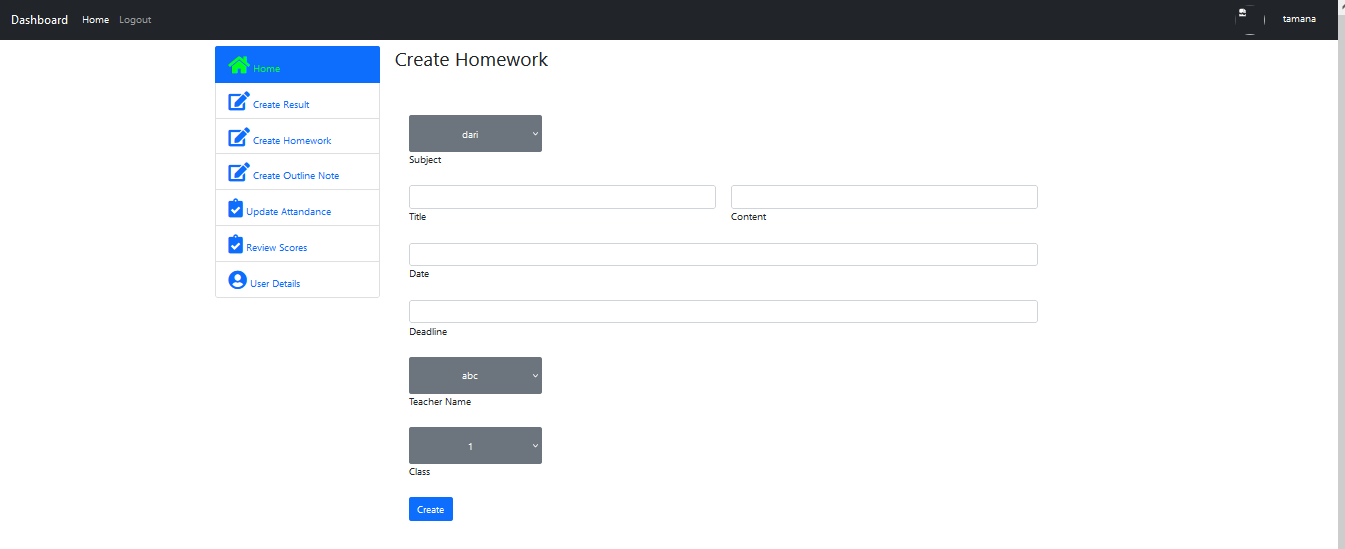 Dashboard Home Logout tamana
Home
Create Result
Create Homework
Create Outline Note
Update Attandance
Review Scores
User Details
Create Homework
dari
Subject
Title Content
Date
Deadline
abc
Teacher Name
1
Class
Create